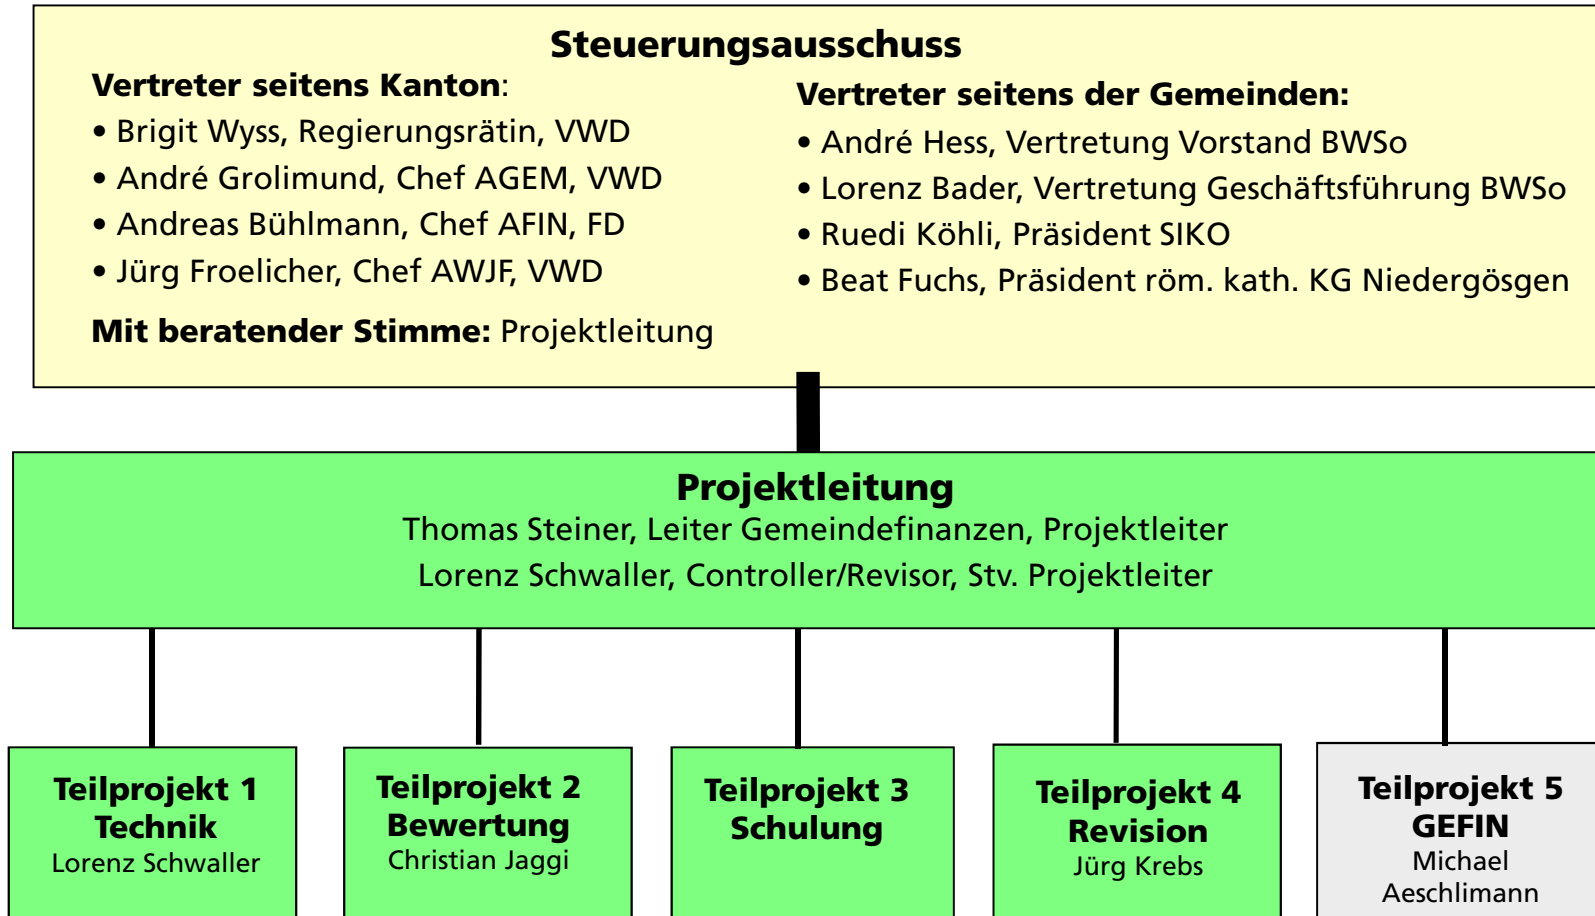 Steuerungsausschuss
Vertreter seitens Kanton:
• Brigit Wyss, Regierungsrätin, VWD
• André Grolimund, Chef AGEM, VWD
• Andreas Bühlmann, Chef AFIN, FD
• Jürg Froelicher, Chef AWJF, VWD
Mit beratender Stimme: Projektleitung
Vertreter seitens der Gemeinden:
• André Hess, Vertretung Vorstand BWSo
• Lorenz Bader, Vertretung Geschäftsführung BWSo
• Ruedi Köhli, Präsident SIKO
• Beat Fuchs, Präsident röm. kath. KG Niedergösgen
Projektleitung
Thomas Steiner, Leiter Gemeindefinanzen, Projektleiter
Lorenz Schwaller, Controller/Revisor, Stv. Projektleiter
Teilprojekt 1
Technik
Lorenz Schwaller
Teilprojekt 2
Bewertung
Christian Jaggi
Teilprojekt 3
Schulung
Teilprojekt 4
Revision
Jürg Krebs
Teilprojekt 5
GEFIN
Michael
Aeschlimann